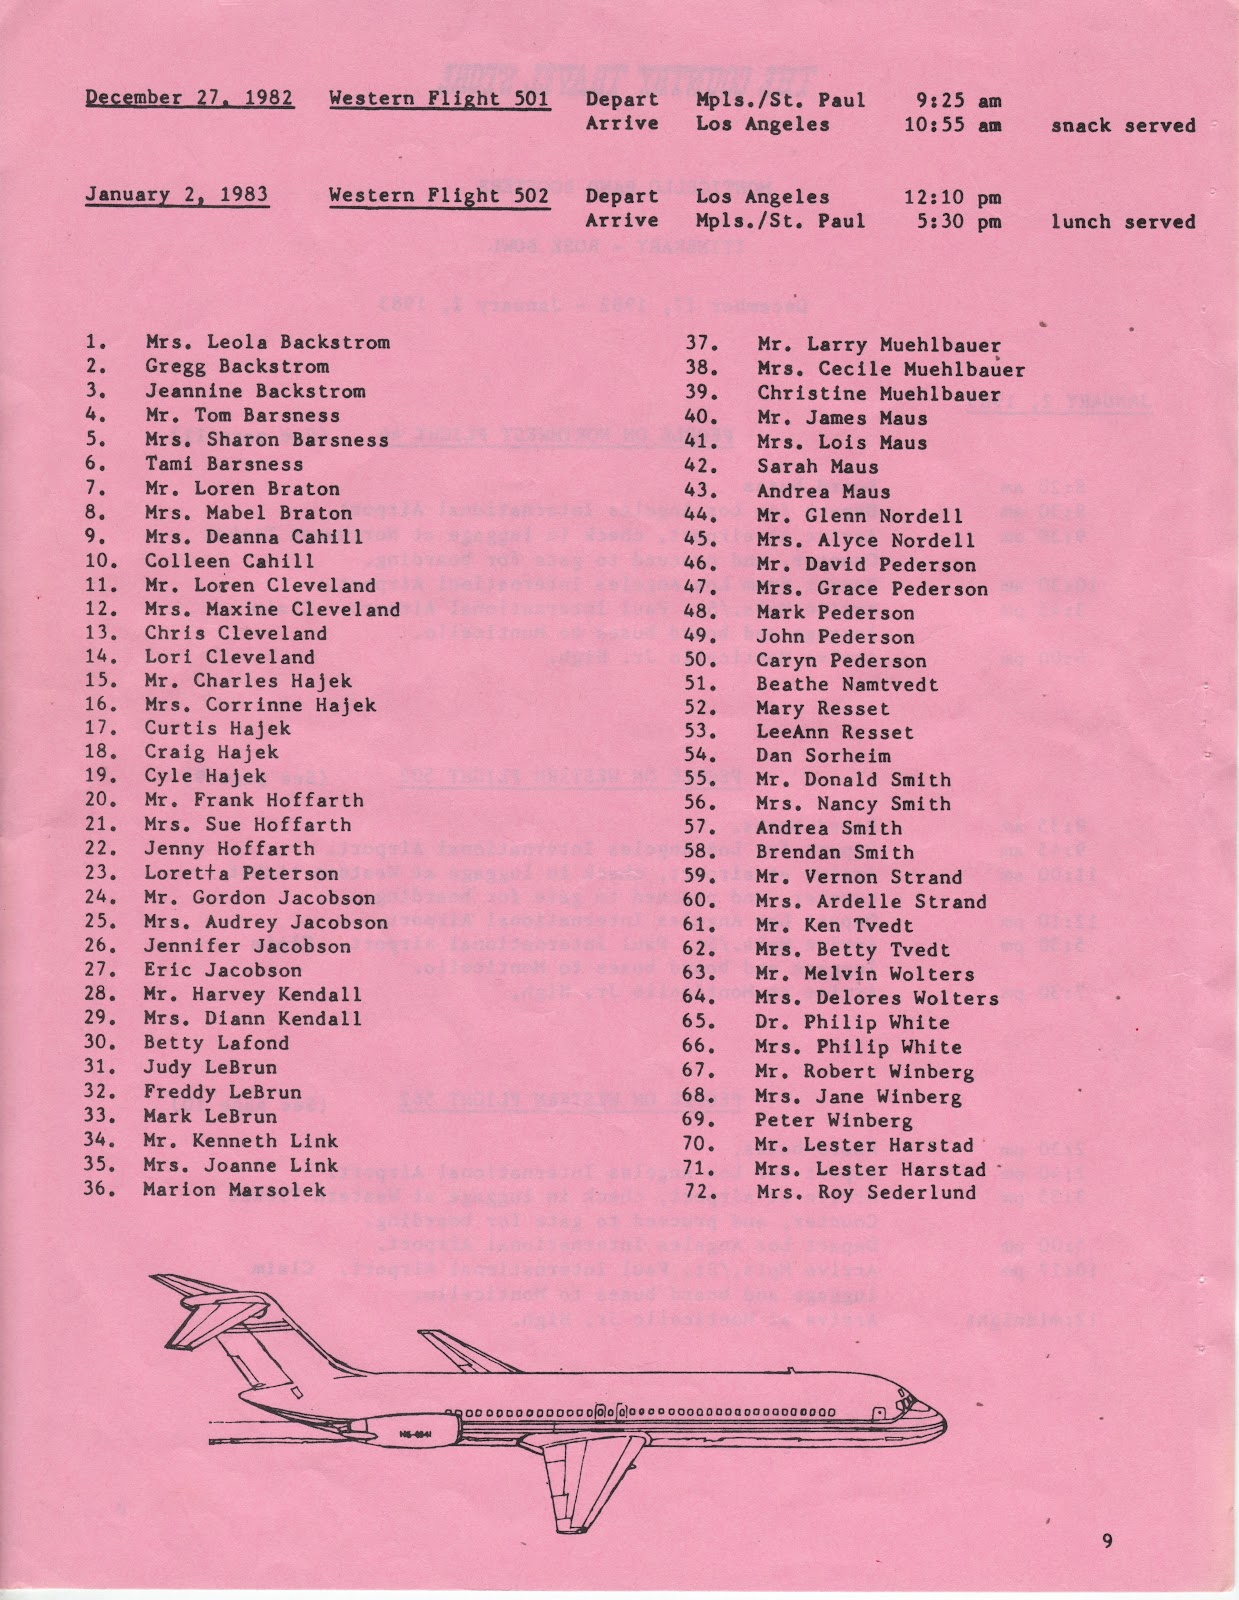 December 27, 1982 Western Flight 501 Depart Mpls./St. Paul 9:25 am
Arrive Los Angeles 10:55 am snack served
January 2, 1983 Western Flight 502 Depart Los Angeles 12:10 pm
Arrive Mpls./St. Paul 5:30 pm lunch served
1. Mrs. Leola Backstrom
2. Gregg Backstrom
3. Jeannine Backstrom
4. Mr. Tom Barsness
5. Mrs. Sharon Barsness
6. Tami Barsness
7. Mr. Loren Braton
8. Mrs. Mabel Braton
9. Mrs. Deanna Cahill
10. Colleen Cahill
11. Mr. Loren Cleveland
12. Mrs. Maxine Cleveland
13. Chris Cleveland
14. Lori Cleveland
15. Mr. Charles Hajek
16. Mrs. Corrinne Hajek
17. Curtis Hajek
18. Craig Hajek
19. Cyle Hajek
20. Mr. Frank Hoffarth
21. Mrs. Sue Hoffarth
22. Jenny Hoffarth
23. Loretta Peterson
24. Mr. Gordon Jacobson
25. Mrs. Audrey Jacobson
26. Jennifer Jacobson
27. Eric Jacobson
28. Mr. Harvey Kendall
29. Mrs. Diann Kendall
30. Betty Lafond
31. Judy LeBrun
32. Freddy LeBrun
33. Mark LeBrun
34. Mr. Kenneth Link
35. Mrs. Joanne Link
36. Marion Marsolek
37. Mr. Larry Muehlbauer
38. Mrs. Cecile Muehlbauer
39. Christine Muehlbauer
40. Mr. James Maus
41. Mrs. Lois Maus
42. Sarah Maus
43. Andrea Maus
44. Mr. Glenn Nordell
45. Mrs. Alyce Nordell
46. Mr. David Pederson
47. Mrs. Grace Pederson
48. Mark Pederson
49. John Pederson
50. Caryn Pederson
51. Beathe Namtvedt
52. Mary Resset
53. LeeAnn Resset
54. Dan Sorheim
55. Mr. Donald Smith
56. Mrs. Nancy Smith
57. Andrea Smith
58. Brendan Smith
59. Mr. Vernon Strand
60. Mrs. Ardelle Strand
61. Mr. Ken Tvedt
62. Mrs. Betty Tvedt
63. Mr. Melvin Wolters
64. Mrs. Delores Wolters
65. Dr. Philip White
66. Mrs. Philip White
67. Mr. Robert Winberg
68. Mrs. Jane Winberg
69. Peter Winberg
70. Mr. Lester Harstad
71. Mrs. Lester Harstad
72. Mrs. Roy Sederlund
9